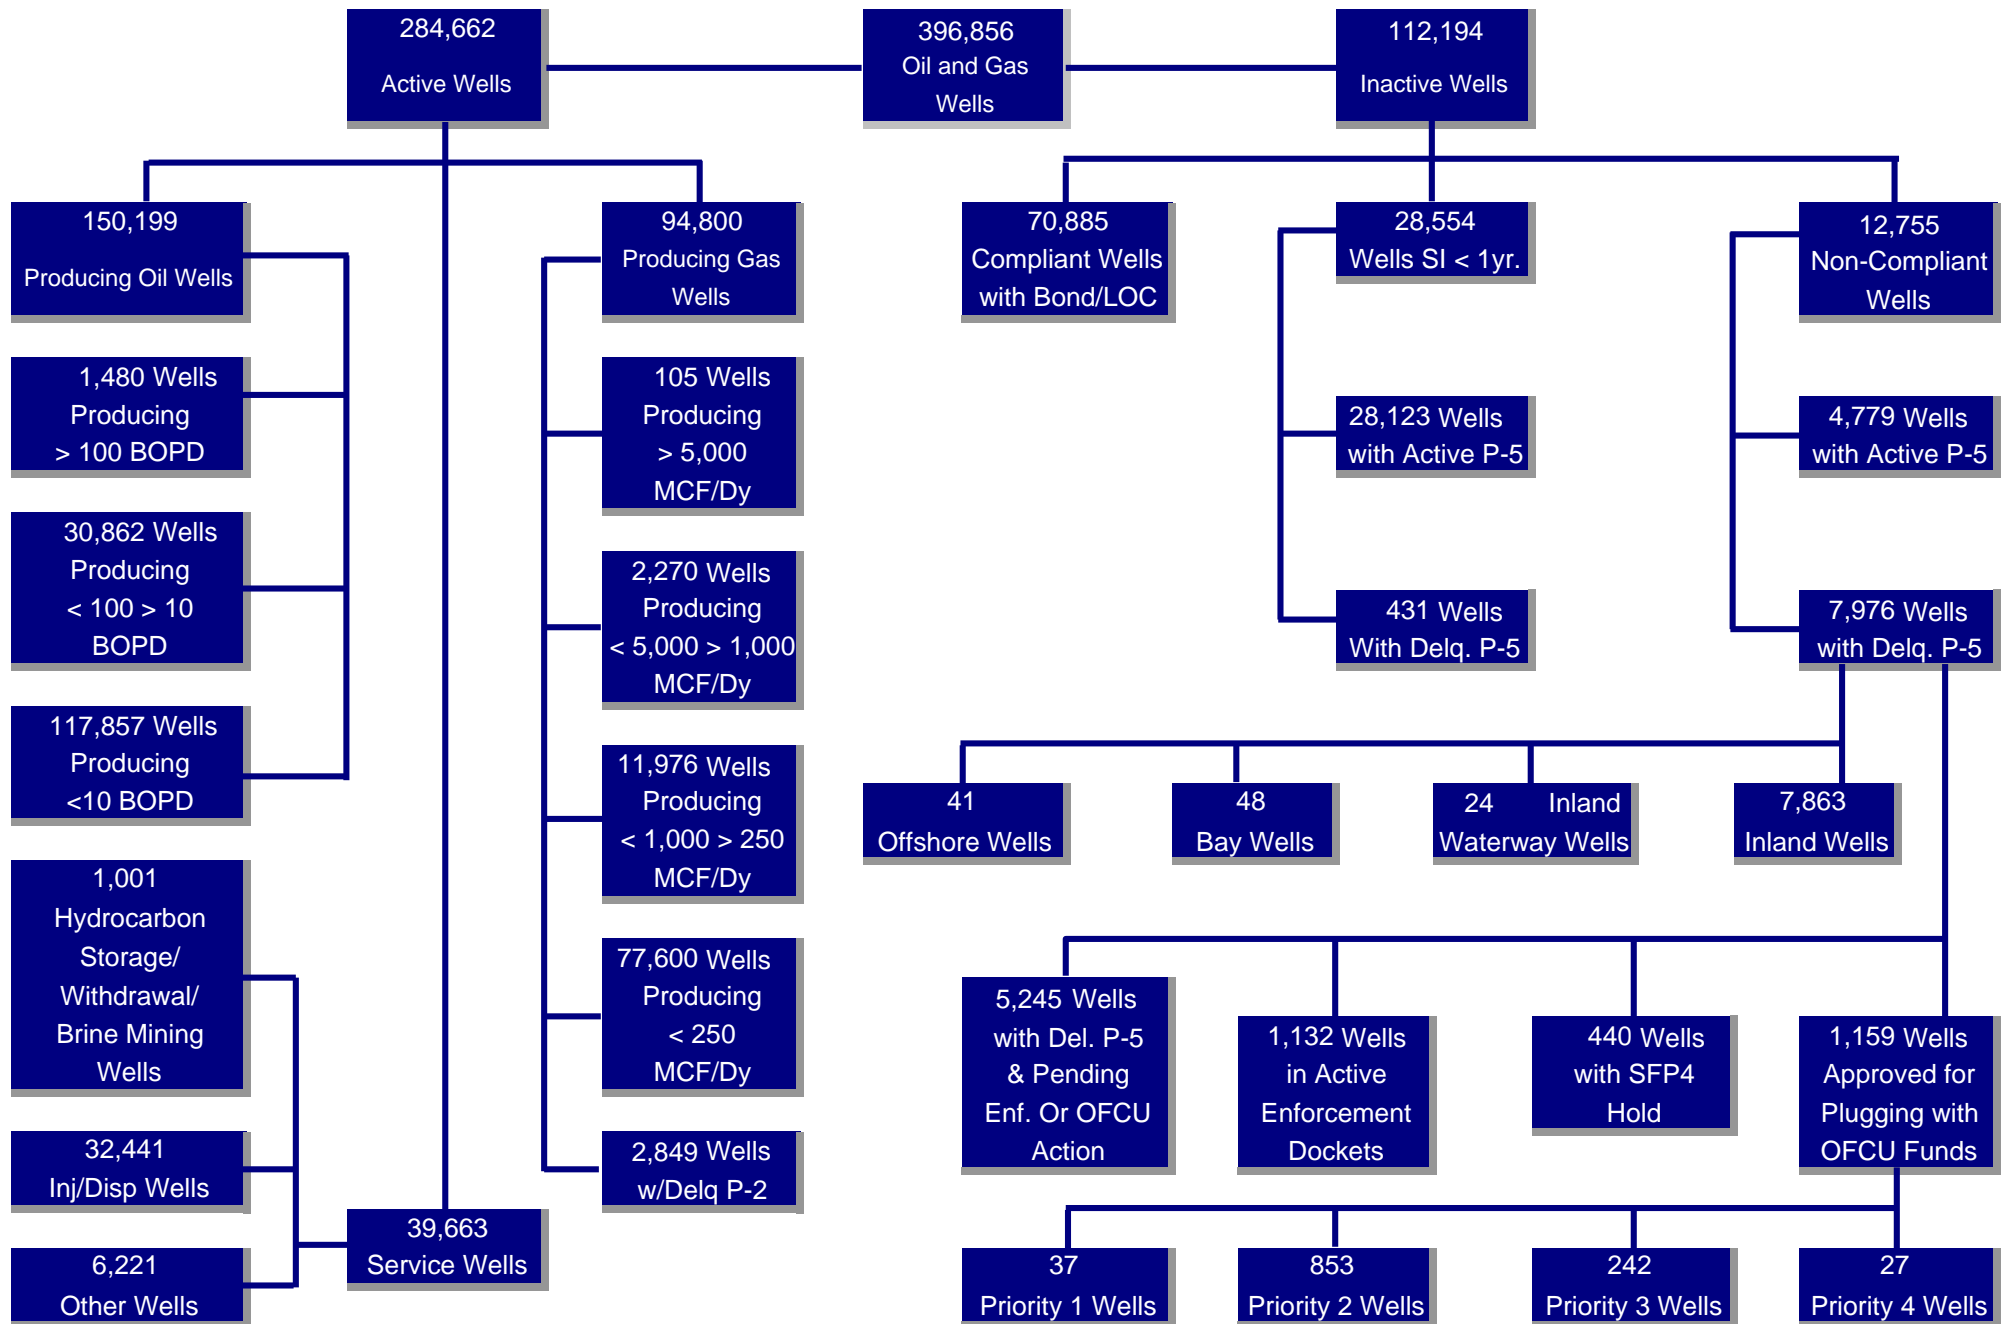 284,662
Active Wells
396,856
Oil and Gas
Wells
112,194
Inactive Wells
150,199
Producing Oil Wells
94,800
Producing Gas
Wells
70,885
Compliant Wells
with Bond/LOC
28,554
Wells SI < 1yr.
12,755
Non-Compliant
Wells
1,480 Wells
Producing
> 100 BOPD
105 Wells
Producing
> 5,000
MCF/Dy
28,123 Wells
with Active P-5
4,779 Wells
with Active P-5
30,862 Wells
Producing
< 100 > 10
BOPD
2,270 Wells
Producing
< 5,000 > 1,000
MCF/Dy
431 Wells
With Delq. P-5
7,976 Wells
with Delq. P-5
117,857 Wells
Producing
<10 BOPD
11,976 Wells
Producing
< 1,000 > 250
MCF/Dy
41
Offshore Wells
48
Bay Wells
24 Inland
Waterway Wells
7,863
Inland Wells
1,001
Hydrocarbon
Storage/
Withdrawal/
Brine Mining
Wells
77,600 Wells
Producing
< 250
MCF/Dy
5,245 Wells
with Del. P-5
& Pending
Enf. Or OFCU
Action
1,132 Wells
in Active
Enforcement
Dockets
440 Wells
with SFP4
Hold
1,159 Wells
Approved for
Plugging with
OFCU Funds
32,441
Inj/Disp Wells
2,849 Wells
w/Delq P-2
39,663
Service Wells
6,221
Other Wells
37
Priority 1 Wells
853
Priority 2 Wells
242
Priority 3 Wells
27
Priority 4 Wells